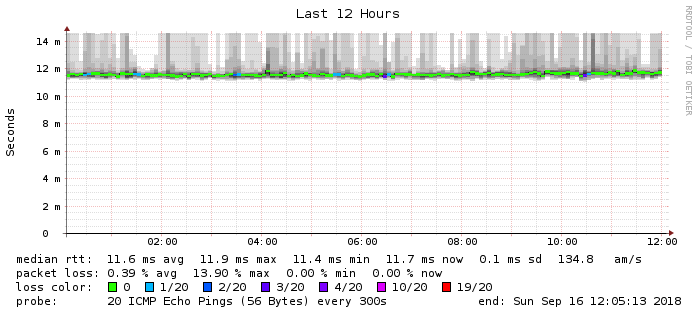 Last 12 Hours
RRDTOOL / TOBI OETIKER
Seconds
14 m
12 m
10 m
8 m
6 m
4 m
2 m
0
02:00 04:00 06:00 08:00 10:00 12:00
median rtt: 11.6 ms avg 11.9 ms max 11.4 ms min 11.7 ms now 0.1 ms sd 134.8 am/s
packet loss: 0.39 % avg 13.90 % max 0.00 % min 0.00 % now
loss color: 0 1/20 2/20 3/20 4/20 10/20 19/20
probe: 20 ICMP Echo Pings (56 Bytes) every 300s end: Sun Sep 16 12:05:13 2018